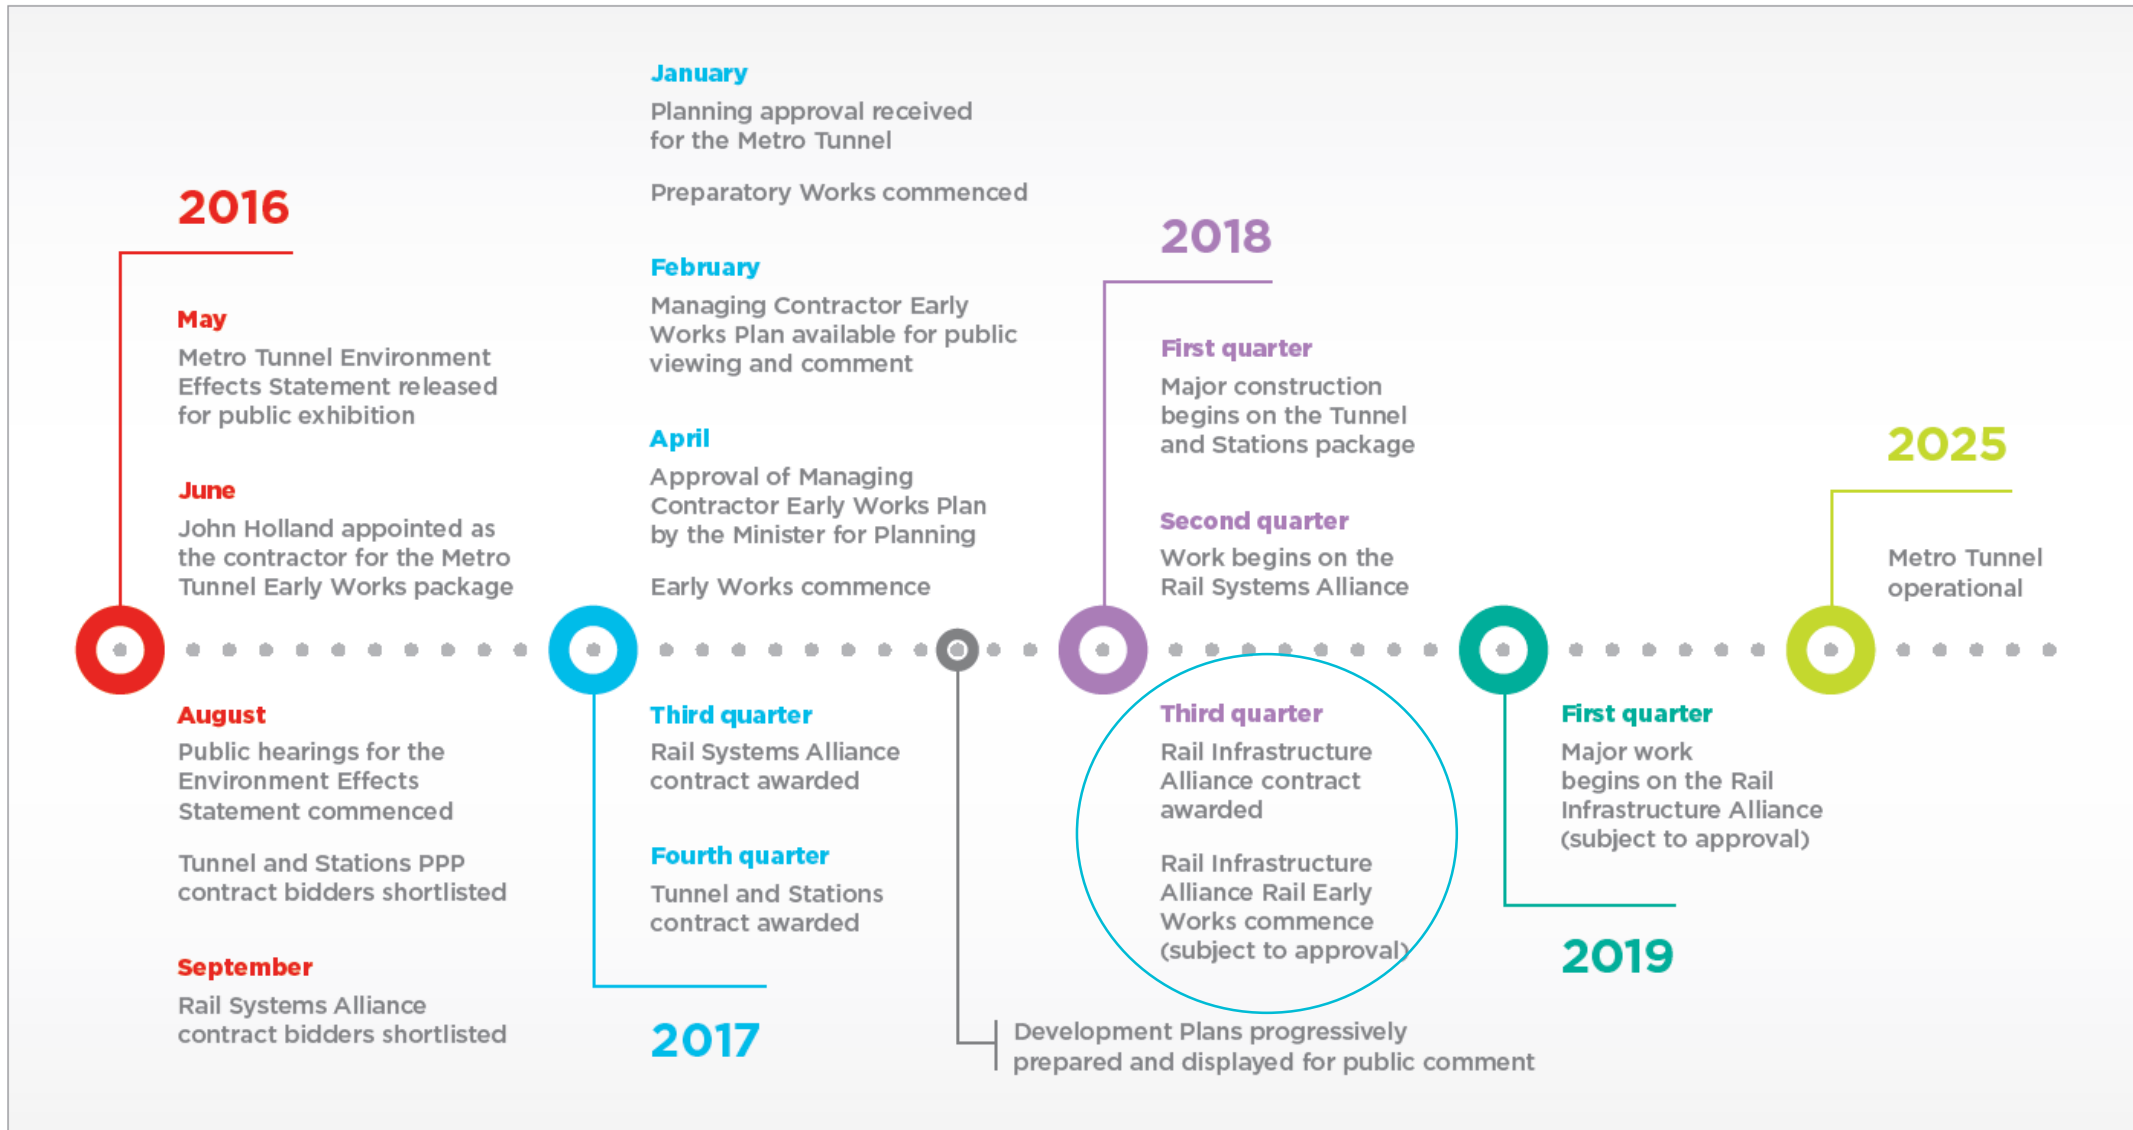 2016
May
Metro Tunnel Environment
Effects Statement released
for public exhibition
June
John Holland appointed as
the contractor for the Metro
Tunnel Early Works package
August
Public hearings for the
Environment Effects
Statement commenced
Tunnel and Stations PPP
contract bidders shortlisted
September
Rail Systems Alliance
contract bidders shortlisted
January
Planning approval received
for the Metro Tunnel
Preparatory Works commenced
February
Managing Contractor Early
Works Plan available for public
viewing and comment
April
Approval of Managing
Contractor Early Works Plan
by the Minister for Planning
Early Works commence
Third quarter
Rail Systems Alliance
contract awarded
Fourth quarter
Tunnel and Stations
contract awarded
2017
Development Plans progressively
prepared and displayed for public comment
2018
First quarter
Major construction
begins on the Tunnel
and Stations package
Second quarter
Work begins on the
Rail Systems Alliance
Third quarter
Rail Infrastructure
Alliance contract
awarded
Rail Infrastructure
Alliance Rail Early
Works commence
(subject to approval)
First quarter
Major work
begins on the Rail
Infrastructure Alliance
(subject to approval)
2019
2025
Metro Tunnel
operational